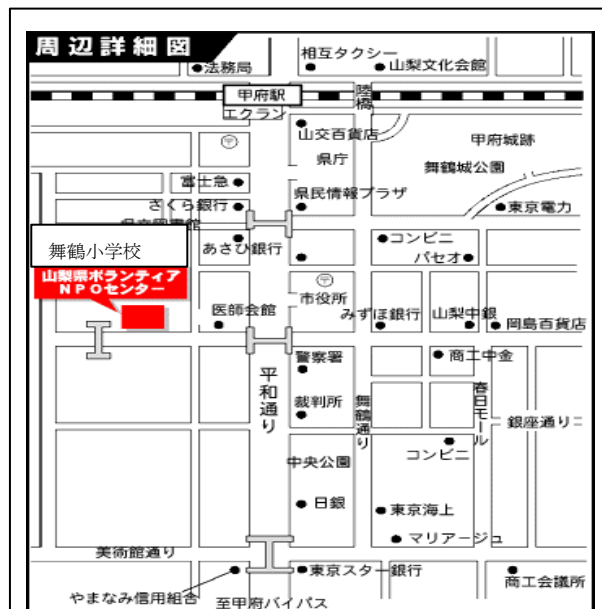 周辺詳細図
相互タクシー
法務局
山梨文化会館
甲府駅
陸橋
エクラン
山交百貨店
県庁
甲府城跡
舞鶴城公園
富士急
さくら銀行
県民情報プラザ
東京電力
舞鶴小学校
あさひ銀行
コンビニ
パセオ
山梨県ボランティア
NPOセンター
市役所
医師会館
みずほ銀行
山梨中銀
岡島百貨店
警察署
商工中金
平和通り
裁判所
舞鶴通り
春日モール
銀座通り
中央公園
コンビニ
日銀
東京海上
マリアージュ
美術館通り
東京スター銀行
やまなみ信用組合
至甲府バイパス
商工会議所